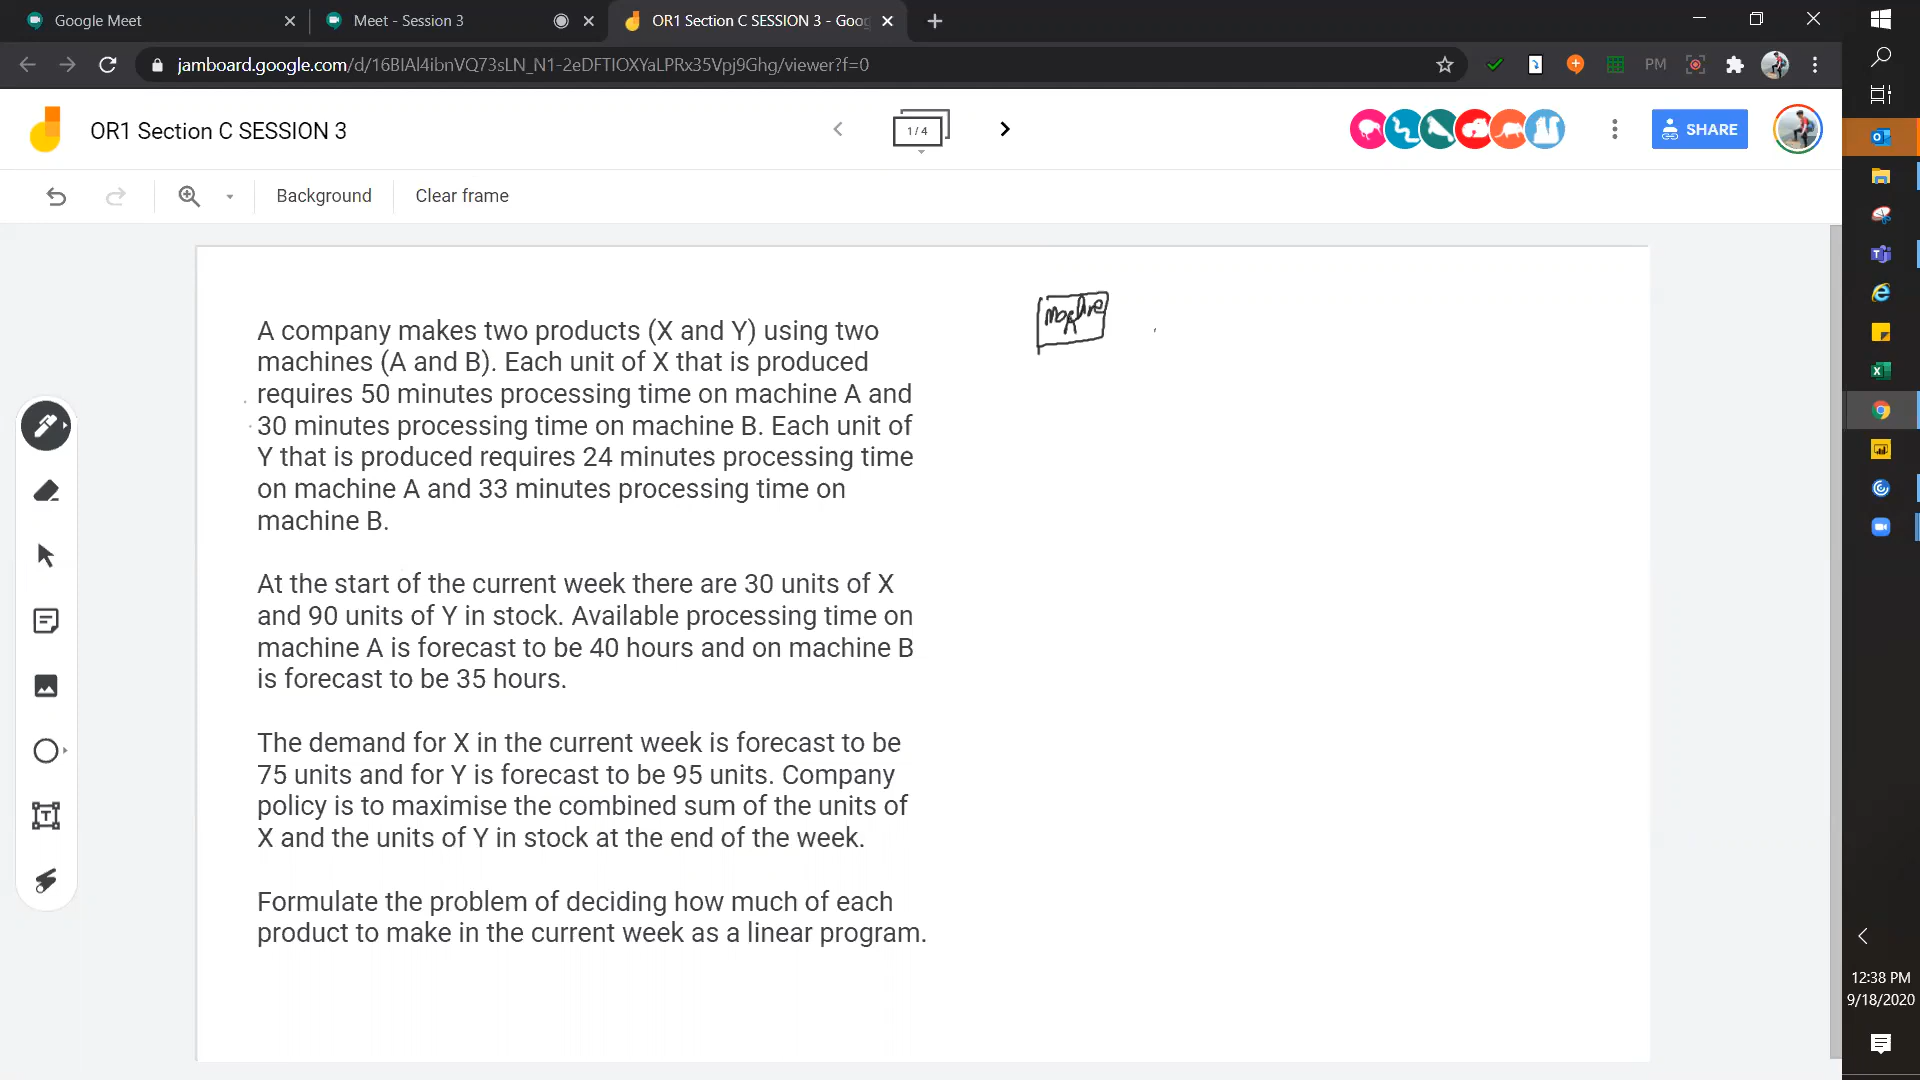 Google Meet
Meet - Session 3
OR1 Section C SESSION 3 - Goog
jamboard.google.com/d/16BIAl4ibnVQ73sLN_N1-2eDFTIOXYaLPRx35Vpj9Ghg/viewer?f=0
PM
OR1 Section C SESSION 3
1 / 4
SHARE
Background
Clear frame
Machine
A
A company makes two products (X and Y) using two
machines (A and B). Each unit of X that is produced
requires 50 minutes processing time on machine A and
30 minutes processing time on machine B. Each unit of
Y that is produced requires 24 minutes processing time
on machine A and 33 minutes processing time on
machine B.
At the start of the current week there are 30 units of X
and 90 units of Y in stock. Available processing time on
machine A is forecast to be 40 hours and on machine B
is forecast to be 35 hours.
The demand for X in the current week is forecast to be
75 units and for Y is forecast to be 95 units. Company
policy is to maximise the combined sum of the units of
X and the units of Y in stock at the end of the week.
Formulate the problem of deciding how much of each
product to make in the current week as a linear program.
12:38 PM
9/18/2020